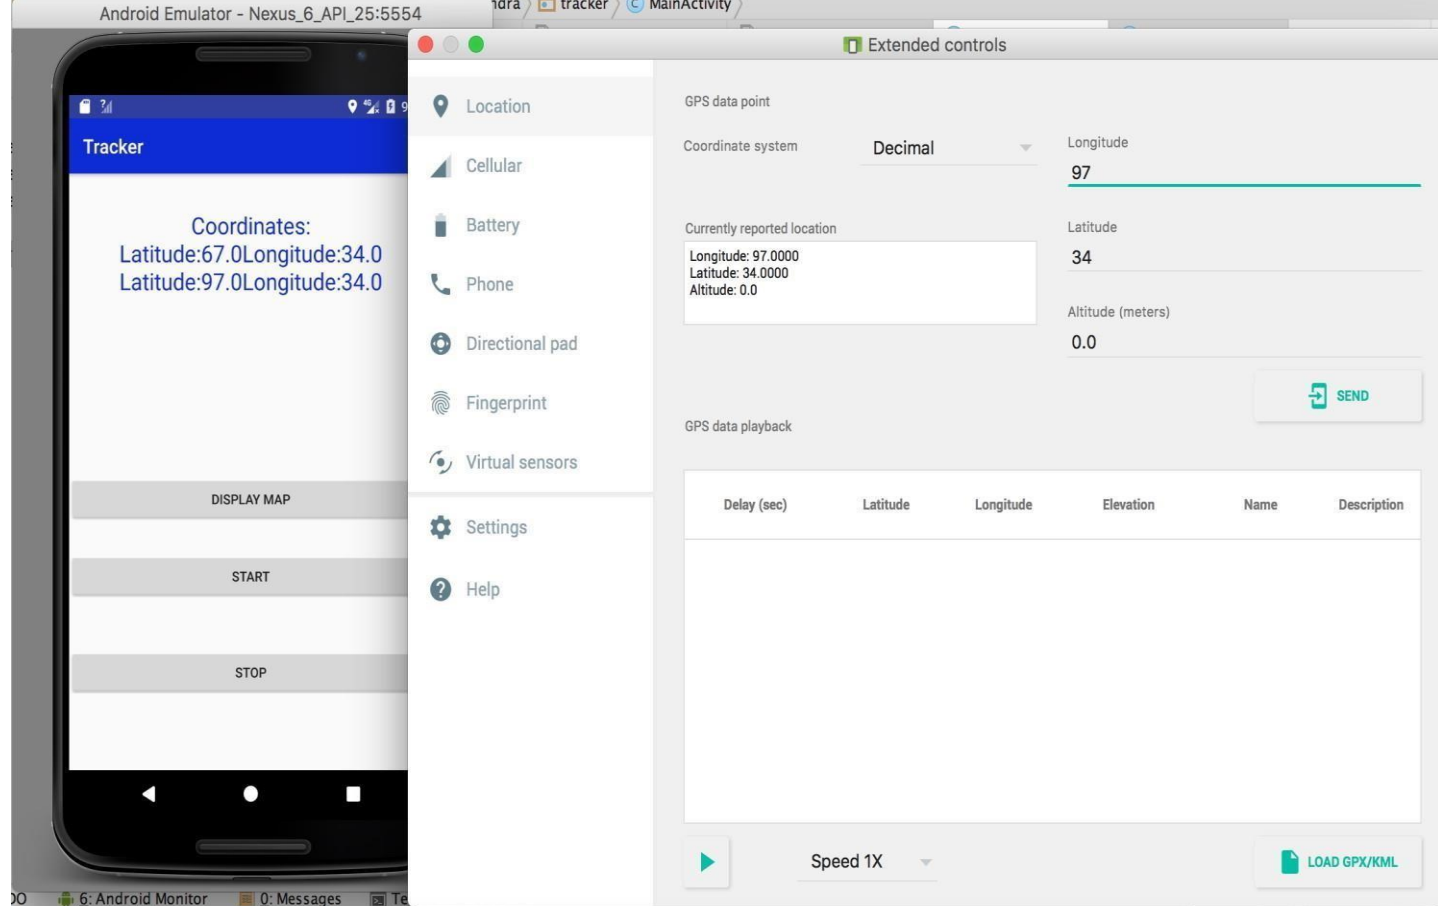 Android Emulator - Nexus_6_API_25:5554
tracker
MainActivity
Extended controls
Tracker
Coordinates:
Latitude:67.0Longitude:34.0
Latitude:97.0Longitude:34.0
DISPLAY MAP
START
STOP
Location
Cellular
Battery
Phone
Directional pad
Fingerprint
Virtual sensors
Settings
Help
GPS data point
Coordinate system Decimal
Longitude
97
Currently reported location
Longitude: 97.0000
Latitude: 34.0000
Altitude: 0.0
Latitude
34
Altitude (meters)
0.0
SEND
GPS data playback
Delay (sec) Latitude Longitude Elevation Name Description
Speed 1X
LOAD GPX/KML
6: Android Monitor 0: Messages